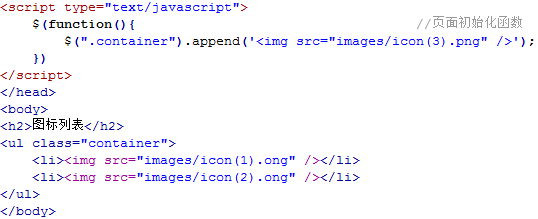 <script type="text/javascript">
$(function(){ //页面初始化函数
$(".container").append('<img src="images/icon(3).png" />');
})
</script>
</head>
<body>
<h2>图标列表</h2>
<ul class="container">
<li><img src="images/icon(1).ong" /></li>
<li><img src="images/icon(2).ong" /></li>
</ul>
</body>